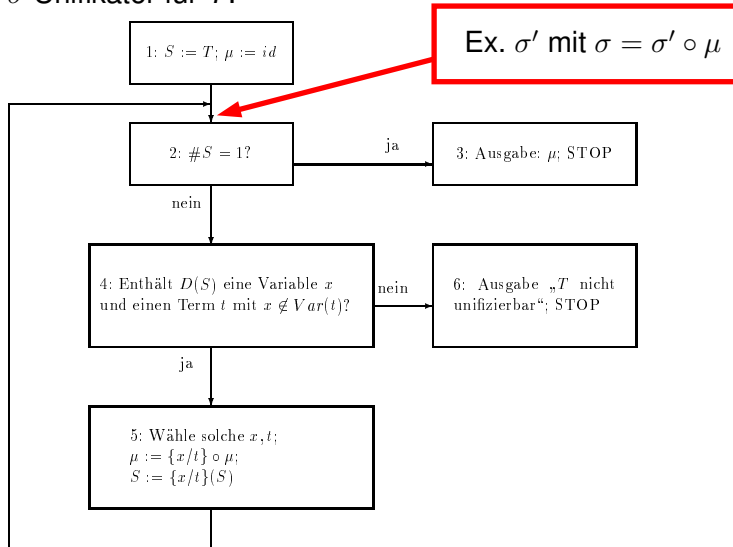 σ Unifikator für T:
Ex. σ′ mit σ = σ′ ∘ μ
1: S := T; μ := id
2: #S = 1?
ja
3: Ausgabe: μ; STOP
nein
4: Enthält D(S) eine Variable x
und einen Term t mit x ∉ Var(t)?
nein
6: Ausgabe „T nicht
unifizierbar“; STOP
ja
5: Wähle solche x, t;
μ := {x/t} ∘ μ;
S := {x/t}(S)